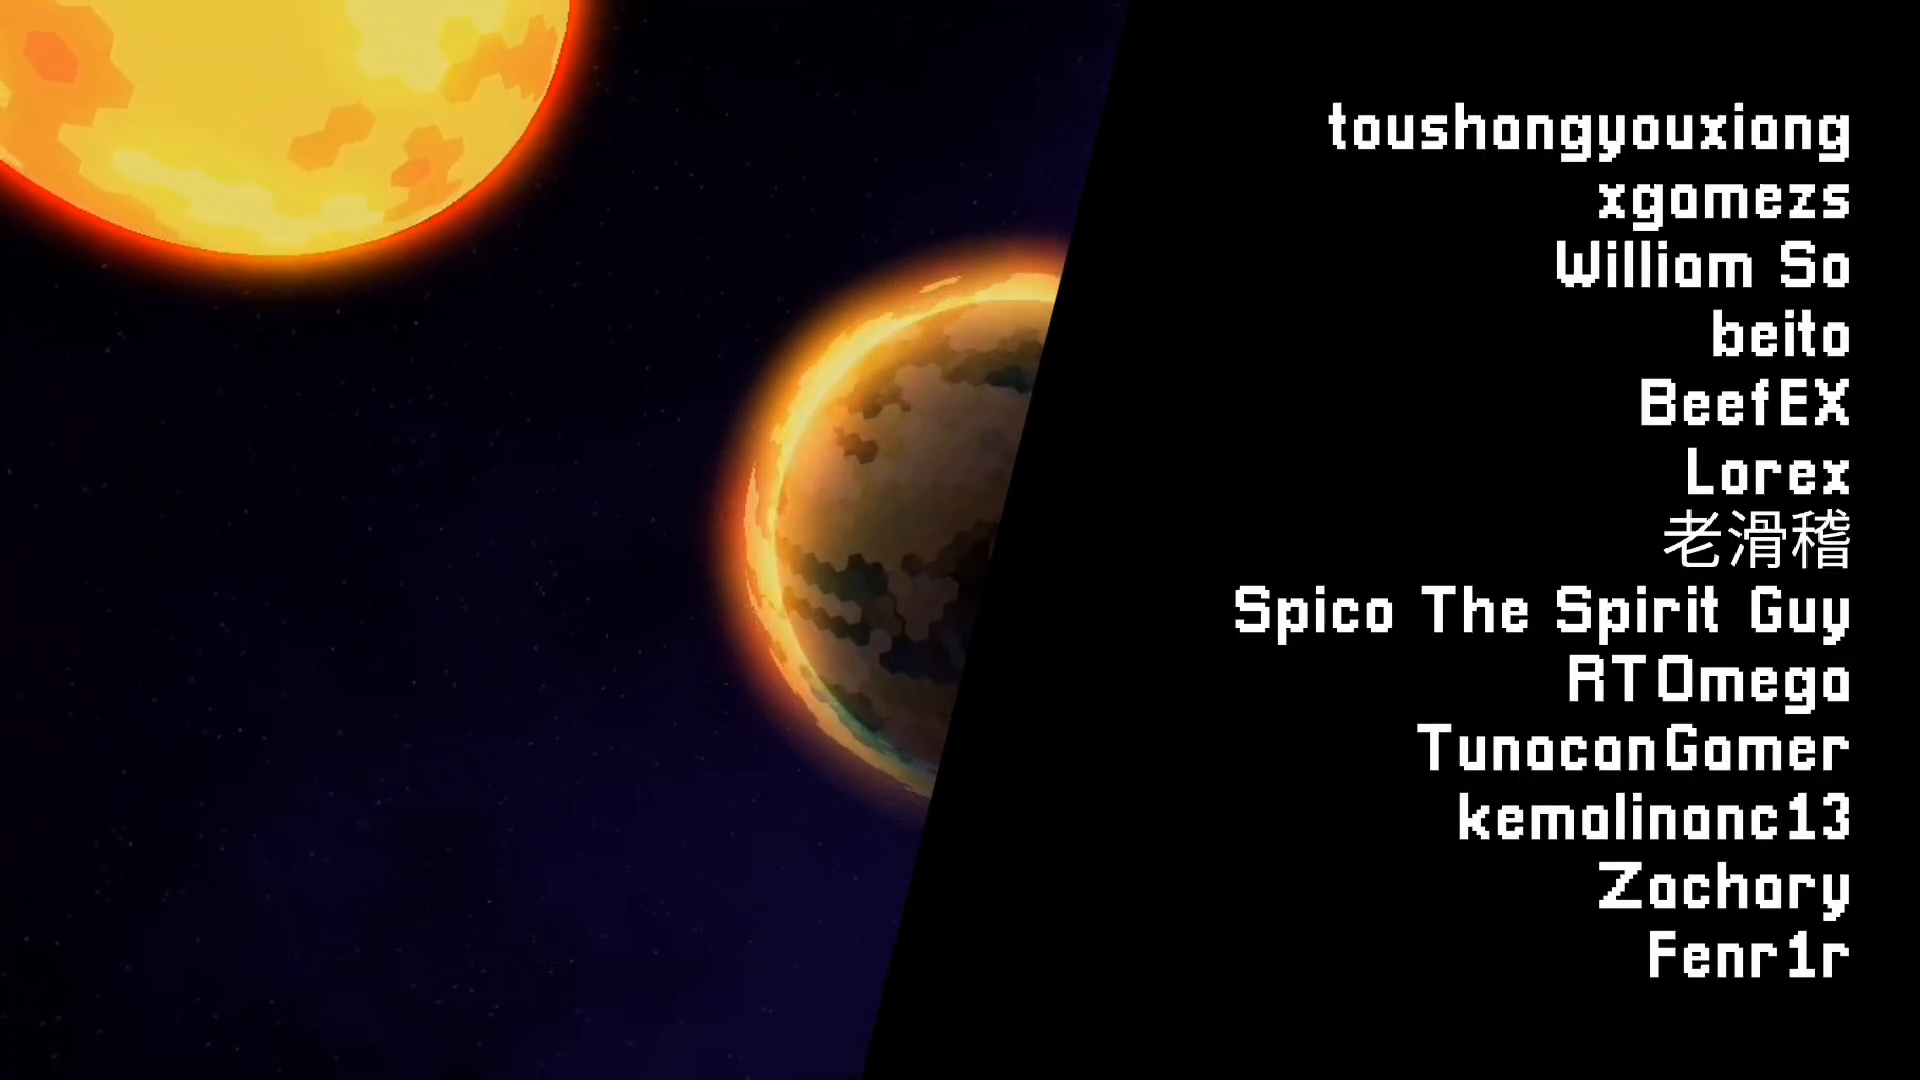 toushangyouxiang
xgamezs
William So
beito
BeefEX
Lorex
老滑稽
Spico The Spirit Guy
RTOmega
TunacanGamer
kemalinanc13
Zachary
Fenr1r